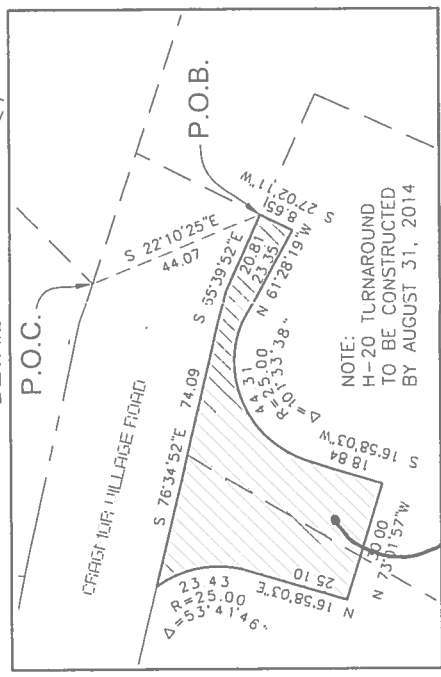 P.O.C.
P.O.B.
CRAGMOR VILLAGE ROAD
S 22°10'25"E
44.07
S 76°34'52"E 74.09
S 65°39'52"E
20.81
23.35
N 61°28'19"W
8.65
S 27°02'11"W
44.31
R=25.00
Δ=101°33'38"
18.84
S 16°58'03"W
30.00
N 73°01'57"W
25.10
N 16°58'03"E
23.43
R=25.00
Δ=53°41'46"
NOTE:
H-20 TURNAROUND
TO BE CONSTRUCTED
BY AUGUST 31, 2014